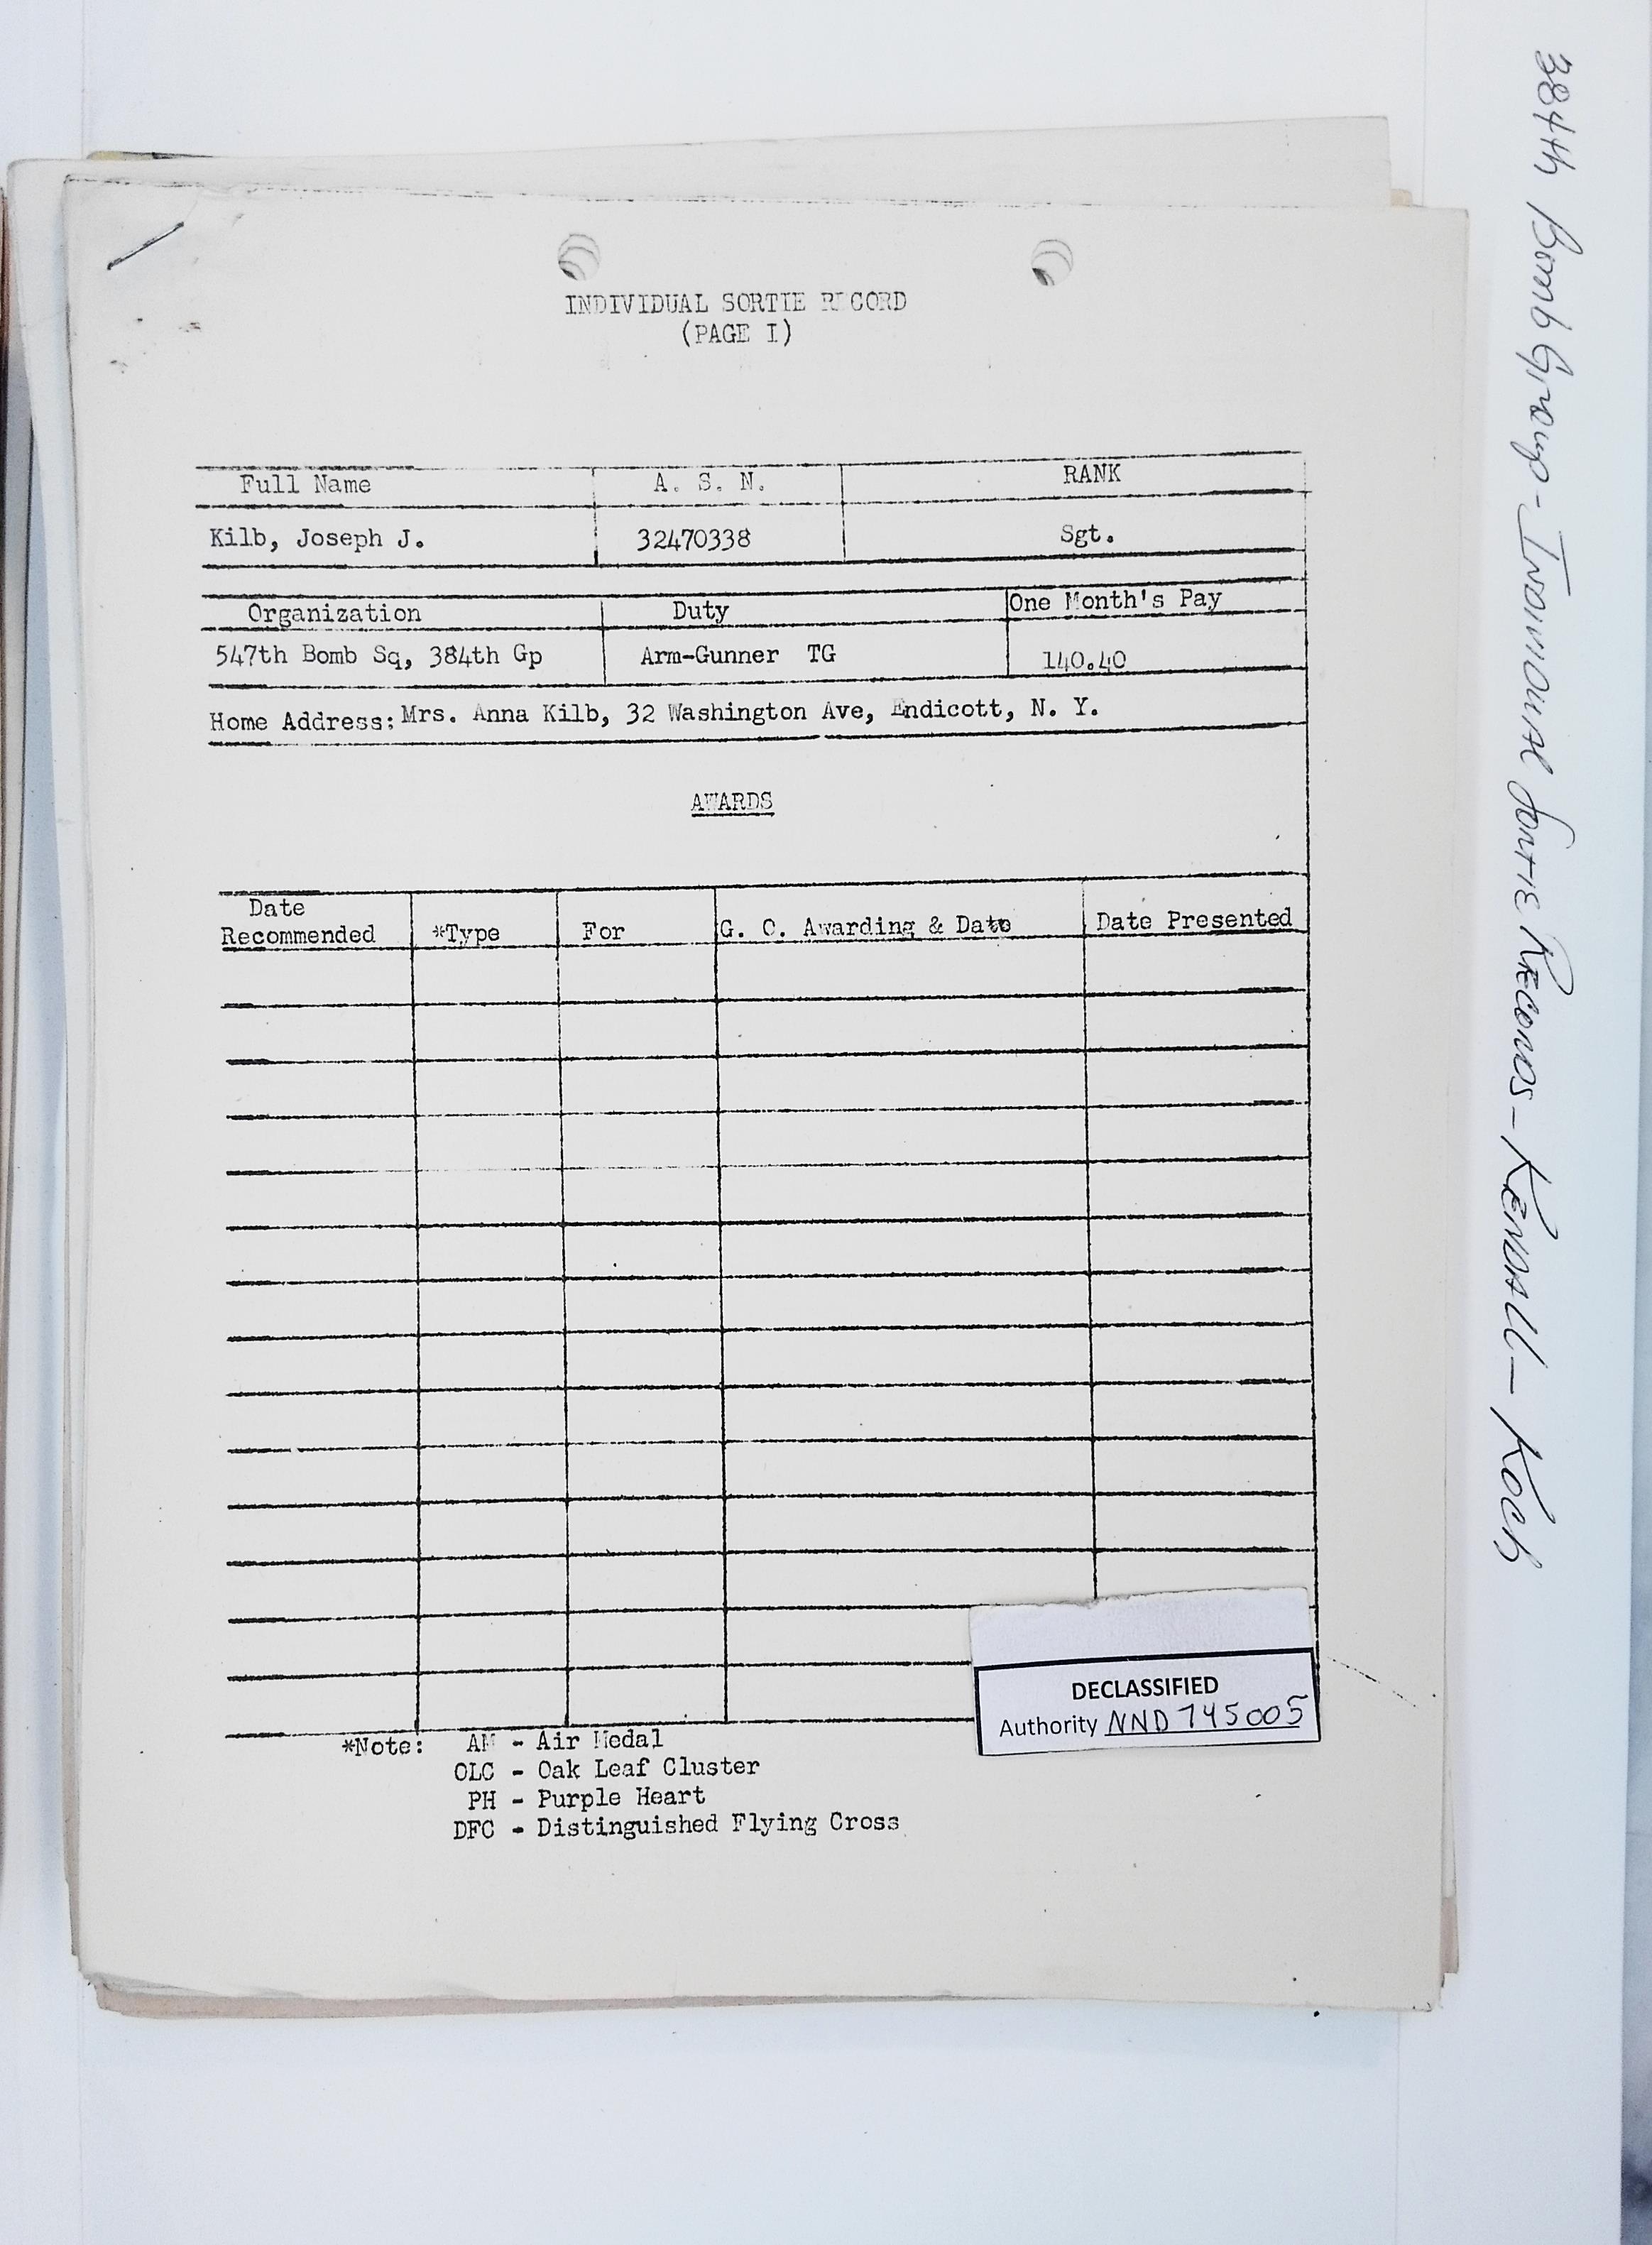 INDIVIDUAL SORTIE RECORD
(PAGE I)
Full Name A. S. N. RANK
Kilb, Joseph J. 32470338 Sgt.
Organization Duty One Month's Pay
547th Bomb Sq, 384th Gp Arm-Gunner TG 140.40
Home Address: Mrs. Anna Kilb, 32 Washington Ave, Endicott, N. Y.
AWARDS
Date
Recommended *Type For G. O. Awarding & Date Date Presented
*Note: AM - Air Medal
OLC - Oak Leaf Cluster
PH - Purple Heart
DFC - Distinguished Flying Cross
DECLASSIFIED
Authority NND 745005
384th Bomb Group - Individual Sortie Records - Kendall - Koch